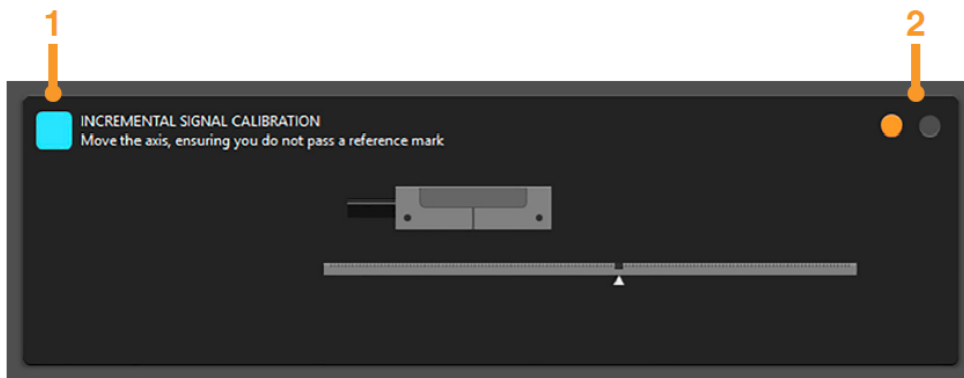 1
2
INCREMENTAL SIGNAL CALIBRATION
Move the axis, ensuring you do not pass a reference mark